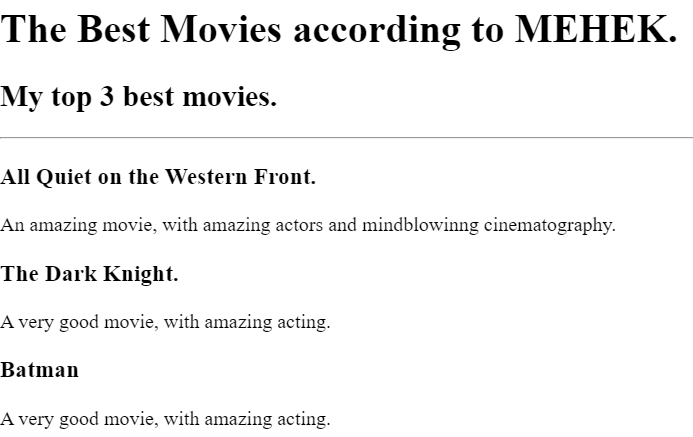 The Best Movies according to MEHEK.
My top 3 best movies.
All Quiet on the Western Front.
An amazing movie, with amazing actors and mindblowinng cinematography.
The Dark Knight.
A very good movie, with amazing acting.
Batman
A very good movie, with amazing acting.